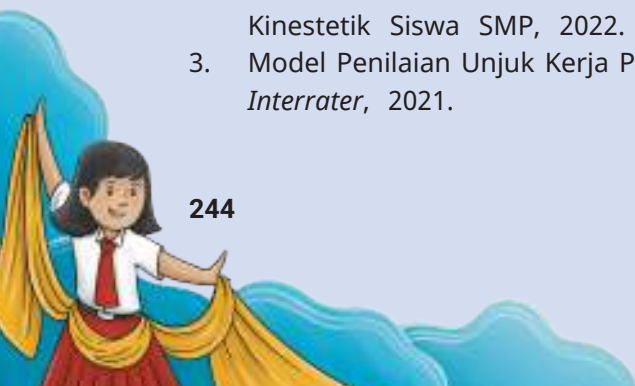 Kinestetik Siswa SMP, 2022.
3. Model Penilaian Unjuk Kerja P
Interrater, 2021.
244